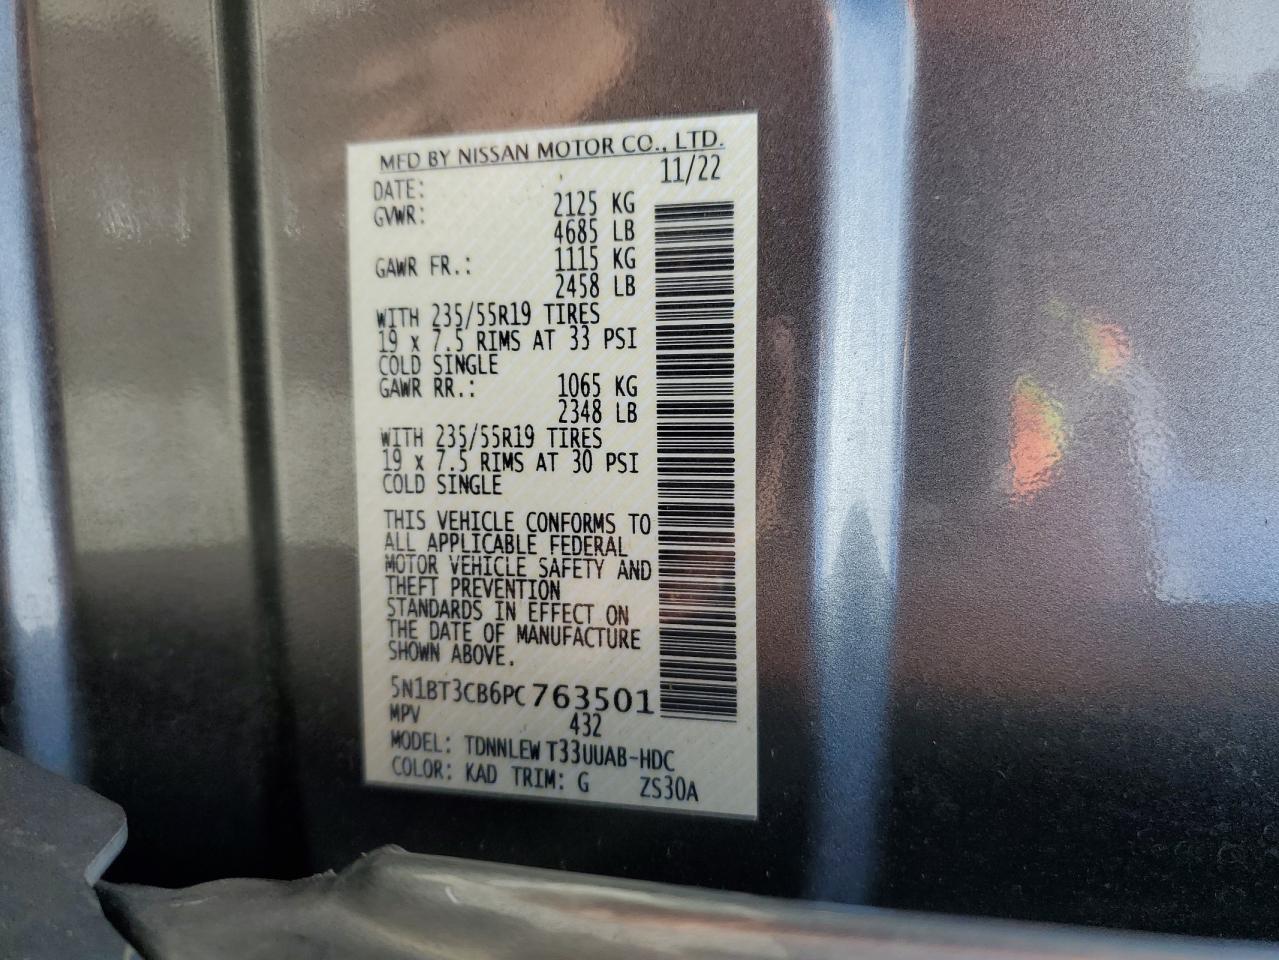 MFD BY NISSAN MOTOR CO., LTD.
DATE: 11/22
GVWR: 2125 KG
4685 LB
GAWR FR.: 1115 KG
2458 LB
WITH 235/55R19 TIRES
19 x 7.5 RIMS AT 33 PSI
COLD SINGLE
GAWR RR.: 1065 KG
2348 LB
WITH 235/55R19 TIRES
19 x 7.5 RIMS AT 30 PSI
COLD SINGLE
THIS VEHICLE CONFORMS TO
ALL APPLICABLE FEDERAL
MOTOR VEHICLE SAFETY AND
THEFT PREVENTION
STANDARDS IN EFFECT ON
THE DATE OF MANUFACTURE
SHOWN ABOVE.
5N1BT3CB6PC763501
MPV 432
MODEL: TDNNLEW T33UUAB-HDC
COLOR: KAD TRIM: G ZS30A